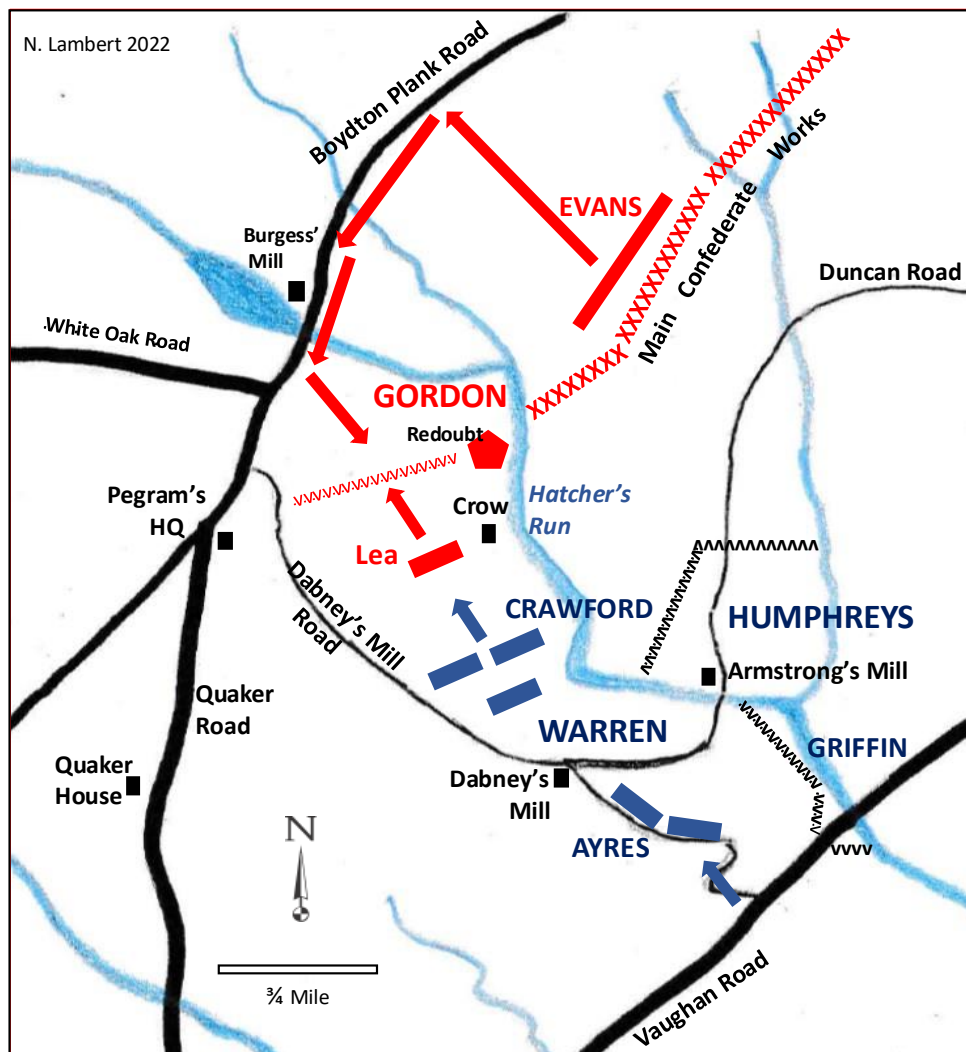 N. Lambert 2022
Boydton Plank Road
EVANS
Main Confederate Works
Burgess'
Mill
Duncan Road
White Oak Road
GORDON
Redoubt
Pegram's
HQ
Crow
Hatcher's
Run
Lea
Dabney's Mill
Road
CRAWFORD
HUMPHREYS
Armstrong's Mill
Quaker
Road
WARREN
GRIFFIN
Quaker
House
Dabney's
Mill
AYRES
N
¾ Mile
Vaughan Road